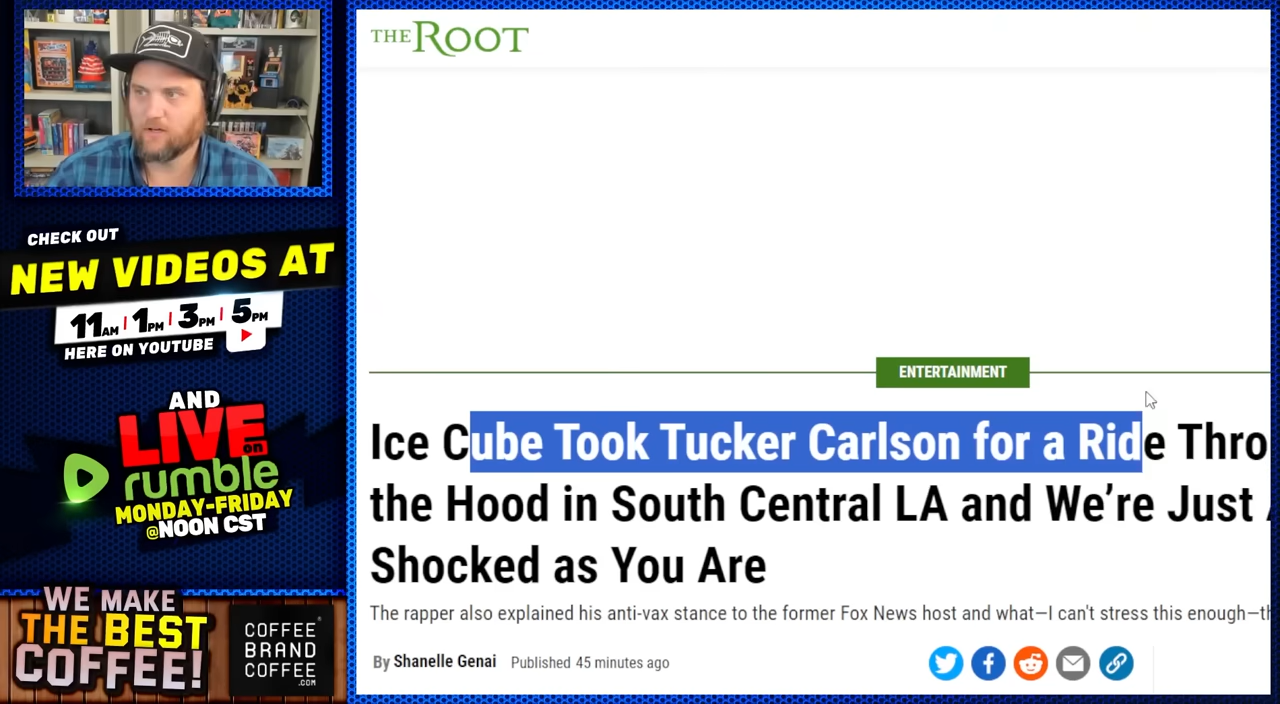 THE ROOT
CHECK OUT
NEW VIDEOS AT
11AM | 1PM | 3PM | 5PM
HERE ON YOUTUBE
AND
LIVE on
rumble
MONDAY-FRIDAY
@NOON CST
WE MAKE
THE BEST
COFFEE!
COFFEE
BRAND
COFFEE
.COM
ENTERTAINMENT
Ice Cube Took Tucker Carlson for a Ride Thro
the Hood in South Central LA and We’re Just
Shocked as You Are
The rapper also explained his anti-vax stance to the former Fox News host and what—I can't stress this enough—th
By Shanelle Genai Published 45 minutes ago